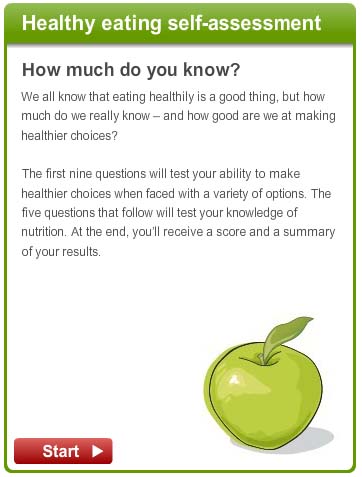 Healthy eating self-assessment
How much do you know?
We all know that eating healthily is a good thing, but how
much do we really know – and how good are we at making
healthier choices?
The first nine questions will test your ability to make
healthier choices when faced with a variety of options. The
five questions that follow will test your knowledge of
nutrition. At the end, you'll receive a score and a summary
of your results.
Start